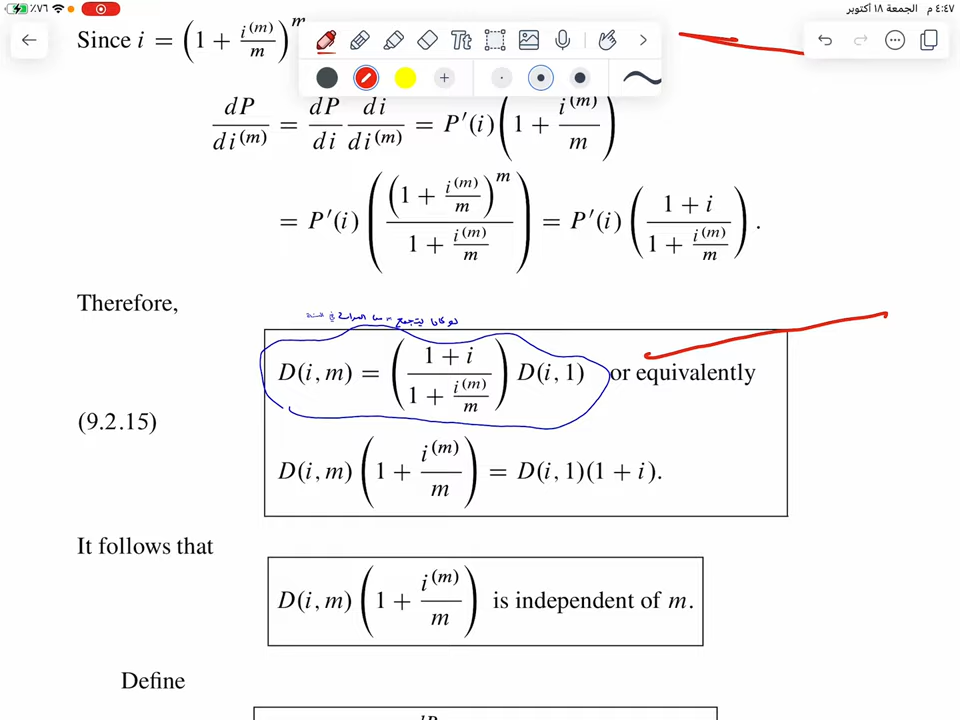 ٧٦٪ ٤:٤٧ م الجمعة ١٨ أكتوبر
Since i = (1 + i^(m)/m)^m
Tt
dP/di^(m) = dP/di di/di^(m) = P′(i)(1 + i^(m)/m)
= P′(i) ((1 + i^(m)/m)^m / (1 + i^(m)/m)) = P′(i) ((1 + i)/(1 + i^(m)/m)).
Therefore,
D(i, m) = ((1 + i)/(1 + i^(m)/m)) D(i, 1) or equivalently
(9.2.15)
D(i, m) (1 + i^(m)/m) = D(i, 1)(1 + i).
It follows that
D(i, m) (1 + i^(m)/m) is independent of m.
Define
dP